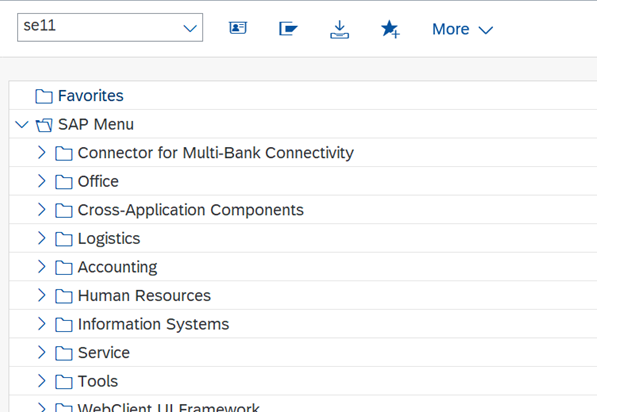 se11
More
Favorites
SAP Menu
Connector for Multi-Bank Connectivity
Office
Cross-Application Components
Logistics
Accounting
Human Resources
Information Systems
Service
Tools
WebClient UI Framework